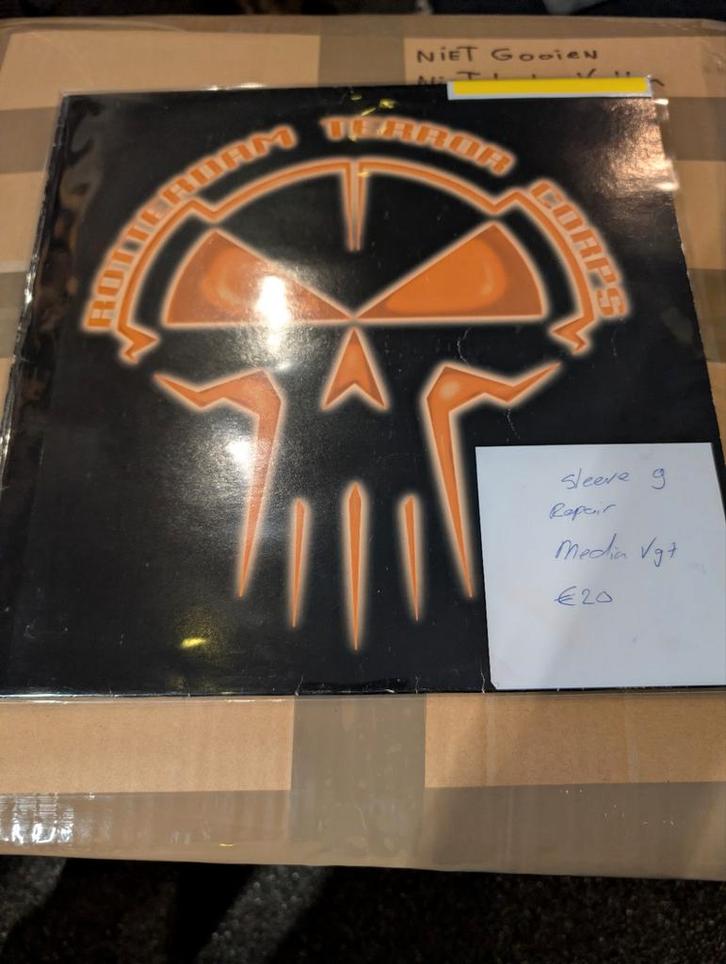 NIET GOOIEN
ROTTERDAM TERROR CORPS
Sleeve g
Repair
Media Vg+
€20